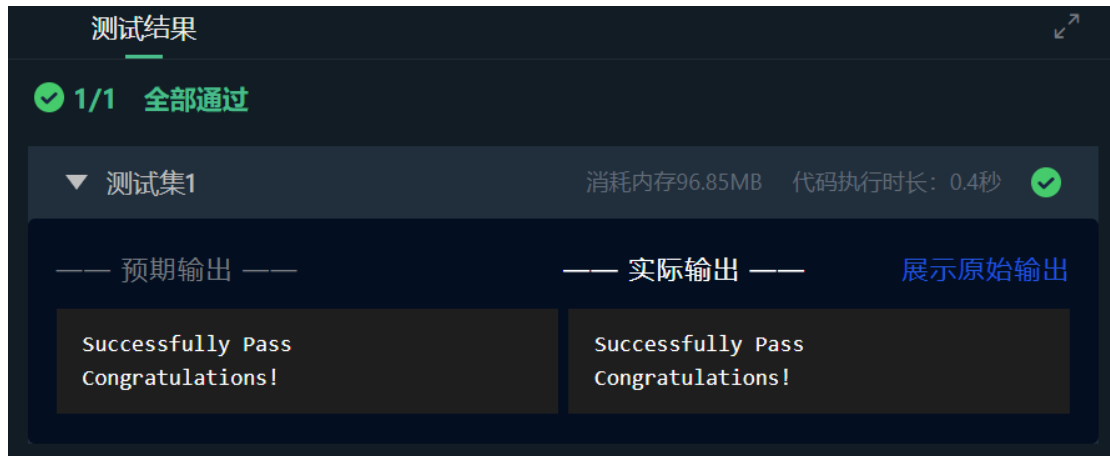 测试结果
1/1 全部通过
测试集1 消耗内存96.85MB 代码执行时长：0.4秒
—— 预期输出 —— —— 实际输出 —— 展示原始输出
Successfully Pass Successfully Pass
Congratulations! Congratulations!